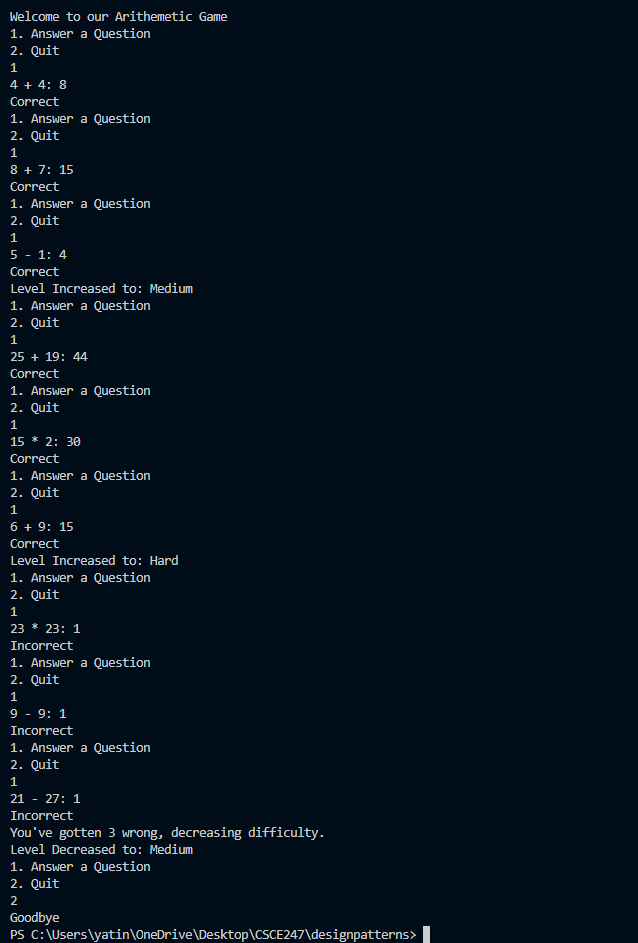 Welcome to our Arithemetic Game
1. Answer a Question
2. Quit
1
4 + 4: 8
Correct
1. Answer a Question
2. Quit
1
8 + 7: 15
Correct
1. Answer a Question
2. Quit
1
5 - 1: 4
Correct
Level Increased to: Medium
1. Answer a Question
2. Quit
1
25 + 19: 44
Correct
1. Answer a Question
2. Quit
1
15 * 2: 30
Correct
1. Answer a Question
2. Quit
1
6 + 9: 15
Correct
Level Increased to: Hard
1. Answer a Question
2. Quit
1
23 * 23: 1
Incorrect
1. Answer a Question
2. Quit
1
9 - 9: 1
Incorrect
1. Answer a Question
2. Quit
1
21 - 27: 1
Incorrect
You've gotten 3 wrong, decreasing difficulty.
Level Decreased to: Medium
1. Answer a Question
2. Quit
2
Goodbye
PS C:\Users\yatin\OneDrive\Desktop\CSCE247\designpatterns>